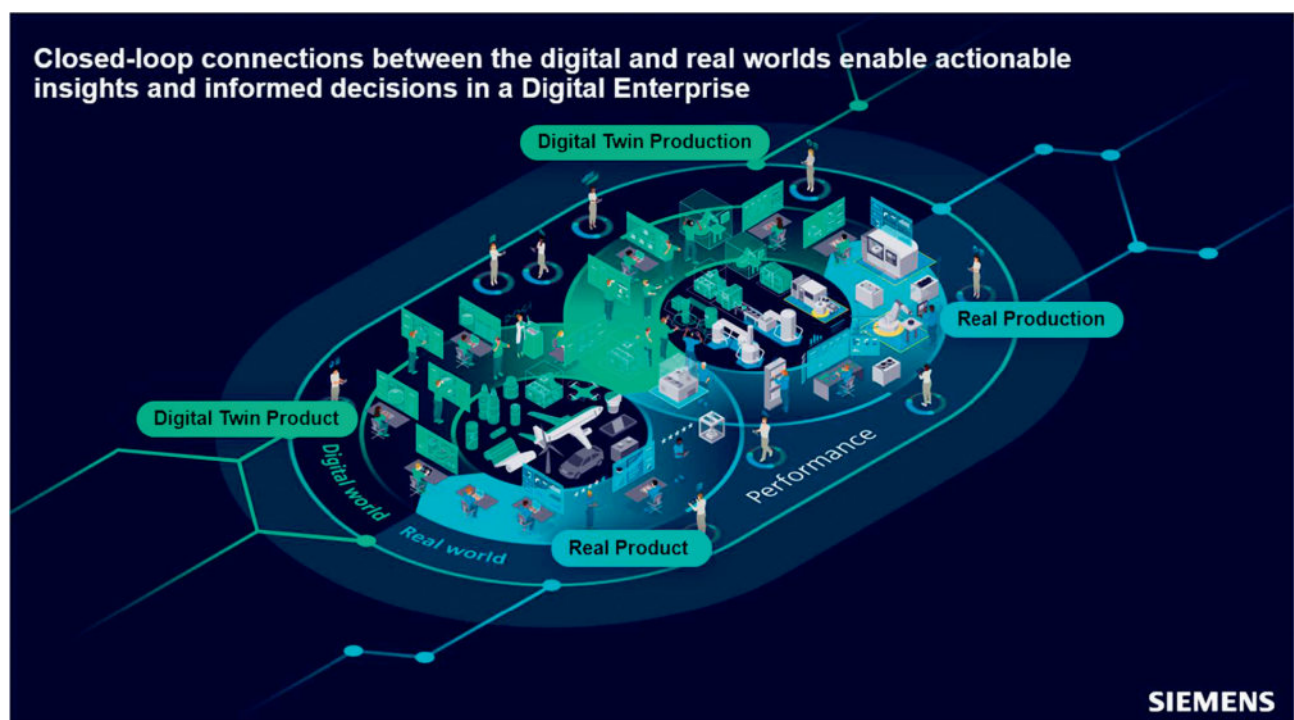 Closed-loop connections between the digital and real worlds enable actionable
insights and informed decisions in a Digital Enterprise
Digital Twin Production
Real Production
Digital Twin Product
Digital world
Real world
Performance
Real Product
SIEMENS